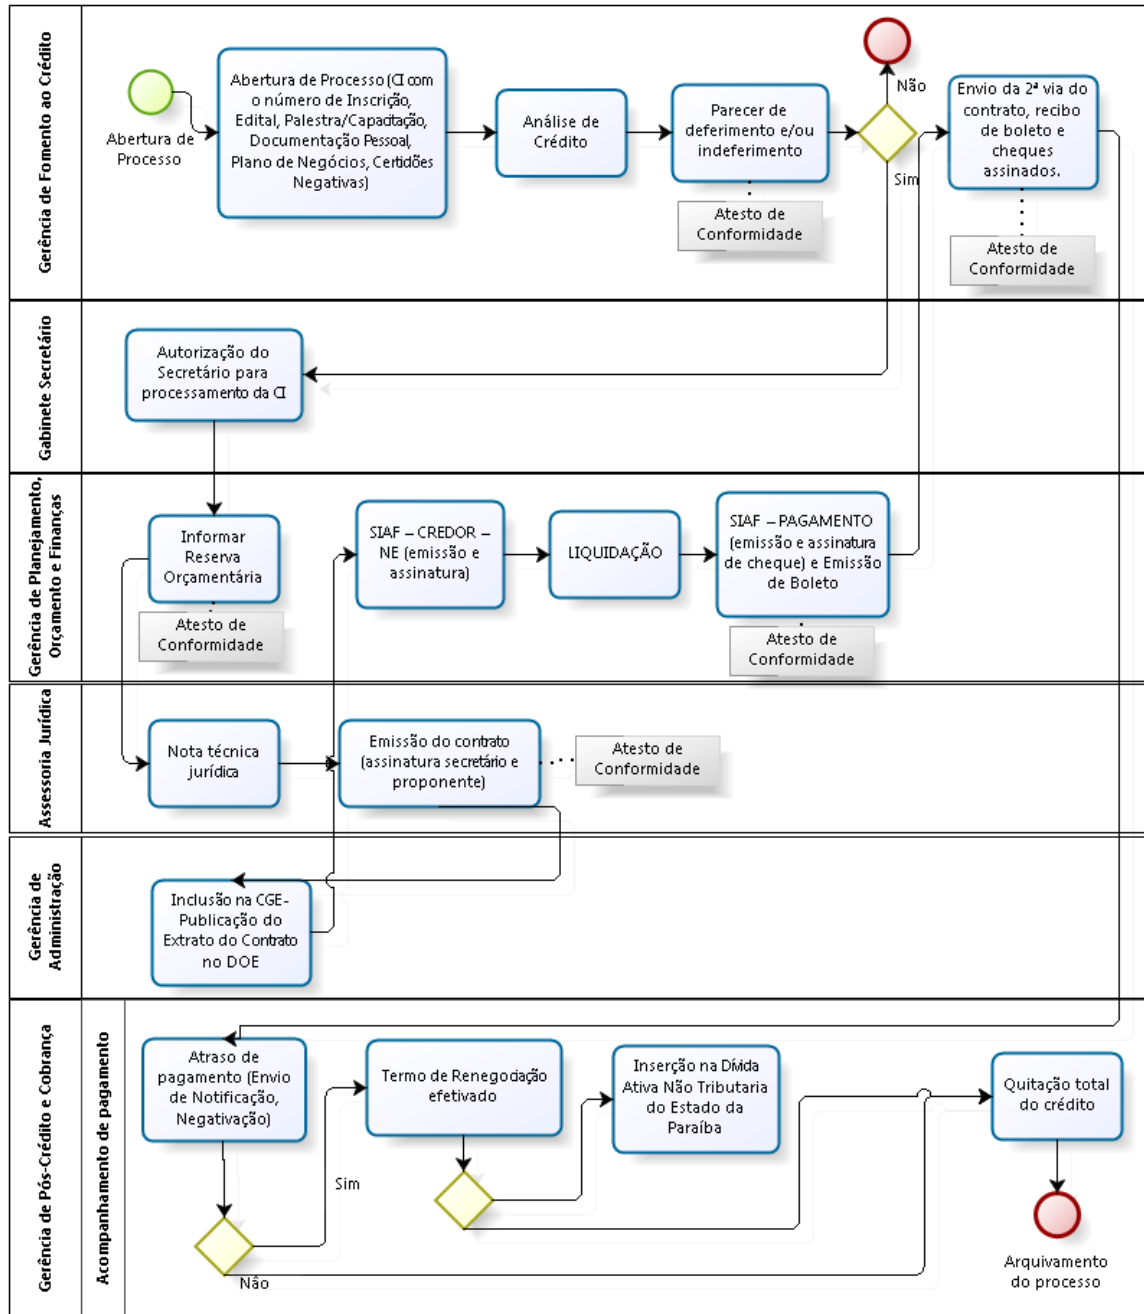 Gerência de Fomento ao Crédito
Abertura de
Processo
Abertura de Processo (CI com
o número de Inscrição,
Edital, Palestra/Capacitação,
Documentação Pessoal,
Plano de Negócios, Certidões
Negativas)
Análise de
Crédito
Parecer de
deferimento e/ou
indeferimento
Atesto de
Conformidade
Não
Sim
Envio da 2ª via do
contrato, recibo
de boleto e
cheques
assinados.
Atesto de
Conformidade
Gabinete Secretário
Autorização do
Secretário para
processamento da CI
Gerência de Planejamento,
Orçamento e Finanças
Informar
Reserva
Orçamentária
Atesto de
Conformidade
SIAF – CREDOR –
NE (emissão e
assinatura)
LIQUIDAÇÃO
SIAF – PAGAMENTO
(emissão e assinatura
de cheque) e Emissão
de Boleto
Atesto de
Conformidade
Assessoria Jurídica
Nota técnica
jurídica
Emissão do contrato
(assinatura secretário e
proponente)
Atesto de
Conformidade
Gerência de
Administração
Inclusão na CGE-
Publicação do
Extrato do Contrato
no DOE
Gerência de Pós-Crédito e Cobrança
Acompanhamento de pagamento
Atraso de
pagamento (Envio
de Notificação,
Negativação)
Sim
Nâo
Termo de Renegociação
efetivado
Inserção na Dívida
Ativa Não Tributaria
do Estado da
Paraíba
Quitação total
do crédito
Arquivamento
do processo